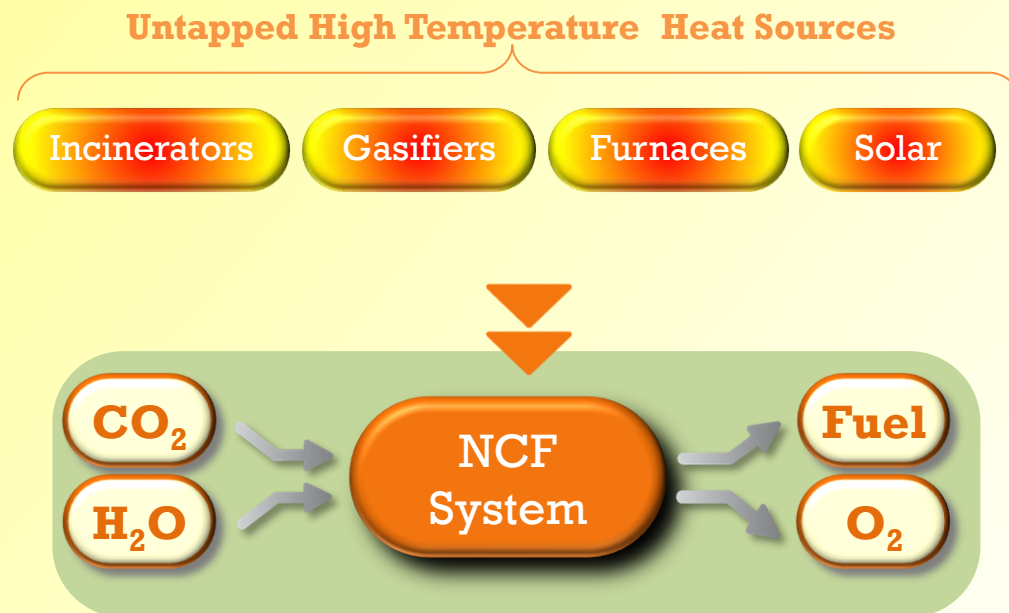 Untapped High Temperature Heat Sources
Incinerators
Gasifiers
Furnaces
Solar
CO₂
H₂O
NCF
System
Fuel
O₂